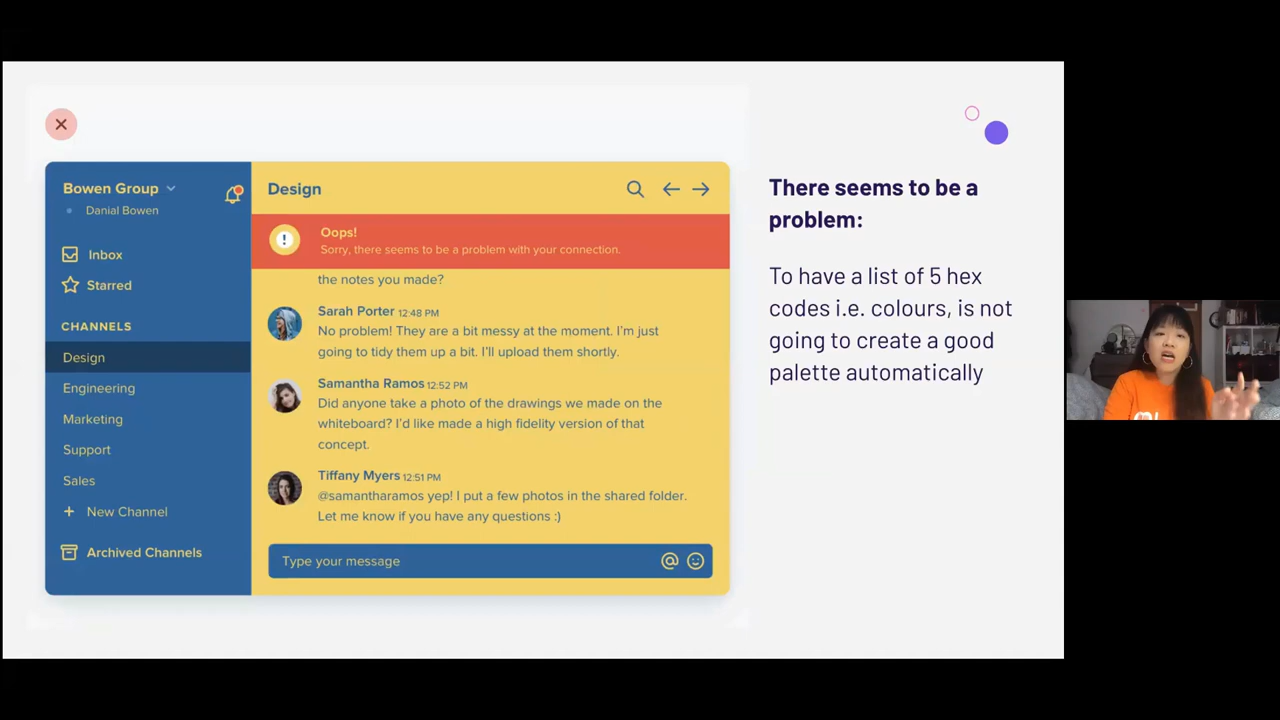 Bowen Group
Danial Bowen
Inbox
Starred
CHANNELS
Design
Engineering
Marketing
Support
Sales
+ New Channel
Archived Channels
Design
Oops!
Sorry, there seems to be a problem with your connection.
the notes you made?
Sarah Porter 12:48 PM
No problem! They are a bit messy at the moment. I'm just
going to tidy them up a bit. I'll upload them shortly.
Samantha Ramos 12:52 PM
Did anyone take a photo of the drawings we made on the
whiteboard? I'd like made a high fidelity version of that
concept.
Tiffany Myers 12:51 PM
@samantharamos yep! I put a few photos in the shared folder.
Let me know if you have any questions :)
Type your message
There seems to be a
problem:
To have a list of 5 hex
codes i.e. colours, is not
going to create a good
palette automatically